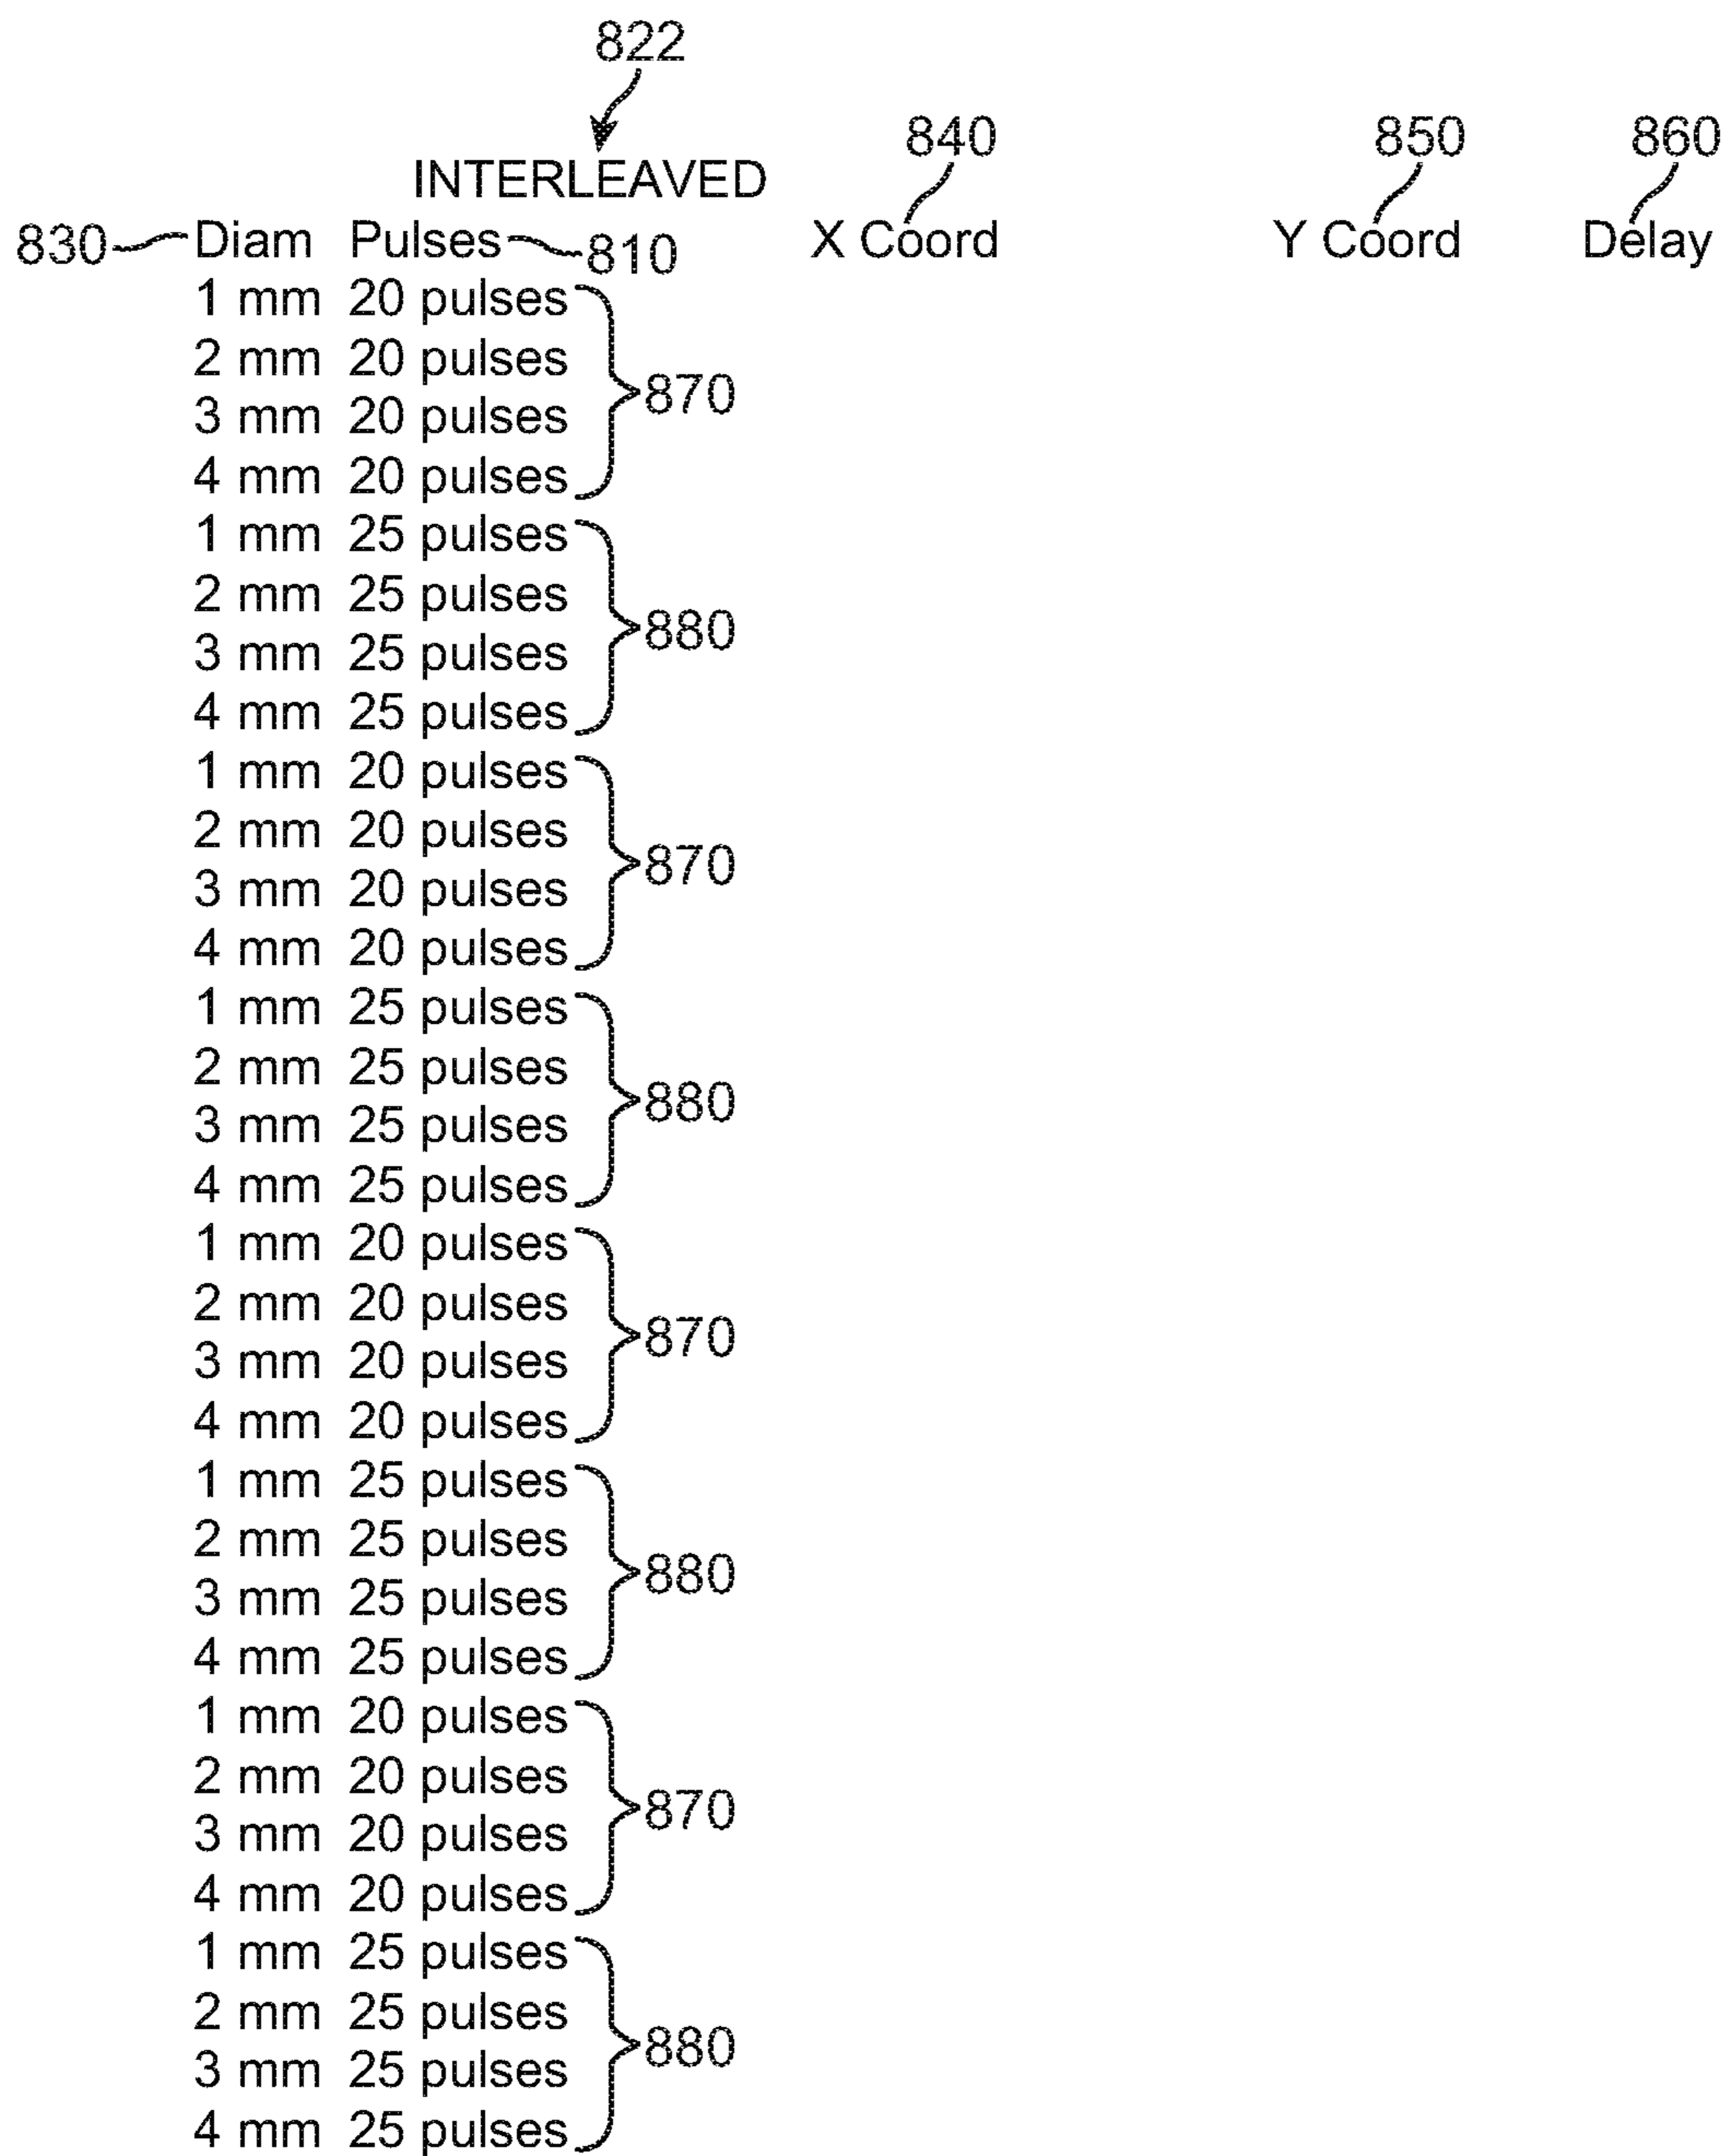 822
840 850 860
INTERLEAVED
830 Diam Pulses 810 X Coord Y Coord Delay
1 mm 20 pulses
2 mm 20 pulses
870
3 mm 20 pulses
4 mm 20 pulses
1 mm 25 pulses
2 mm 25 pulses
880
3 mm 25 pulses
4 mm 25 pulses
1 mm 20 pulses
2 mm 20 pulses
870
3 mm 20 pulses
4 mm 20 pulses
1 mm 25 pulses
2 mm 25 pulses
880
3 mm 25 pulses
4 mm 25 pulses
1 mm 20 pulses
2 mm 20 pulses
870
3 mm 20 pulses
4 mm 20 pulses
1 mm 25 pulses
2 mm 25 pulses
880
3 mm 25 pulses
4 mm 25 pulses
1 mm 20 pulses
2 mm 20 pulses
870
3 mm 20 pulses
4 mm 20 pulses
1 mm 25 pulses
2 mm 25 pulses
880
3 mm 25 pulses
4 mm 25 pulses